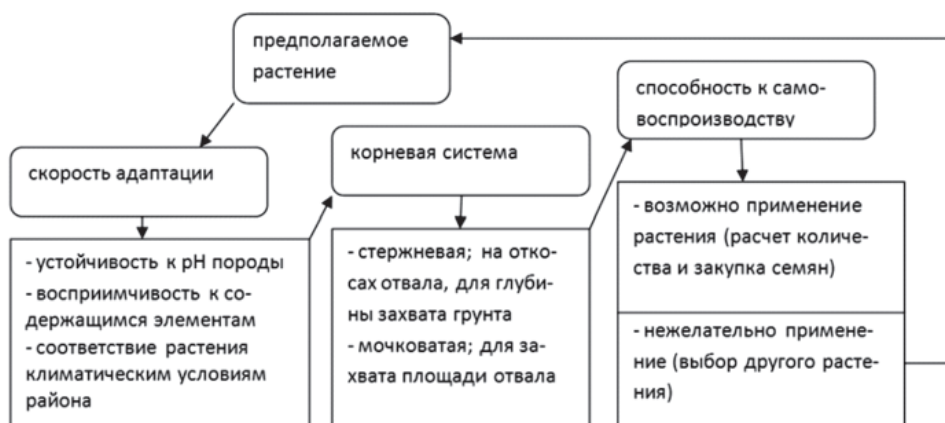 предполагаемое
растение
скорость адаптации
- устойчивость к pH породы
- восприимчивость к со-
держащимся элементам
- соответствие растения
климатическим условиям
района
корневая система
- стержневая; на отко-
сах отвала, для глуби-
ны захвата грунта
- мочковатая; для за-
хвата площади отвала
способность к само-
воспроизводству
- возможно применение
растения (расчет количе-
ства и закупка семян)
- нежелательно примене-
ние (выбор другого расте-
ния)